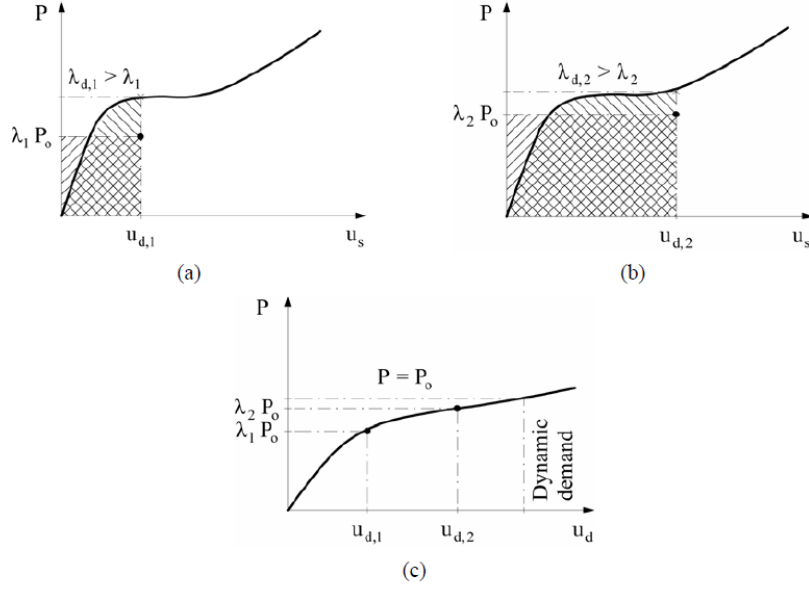 P
λd,1 > λ1
λ1 Po
ud,1
us
(a)
P
λd,2 > λ2
λ2 Po
ud,2
us
(b)
P
P = Po
λ2 Po
λ1 Po
Dynamic
demand
ud,1
ud,2
ud
(c)